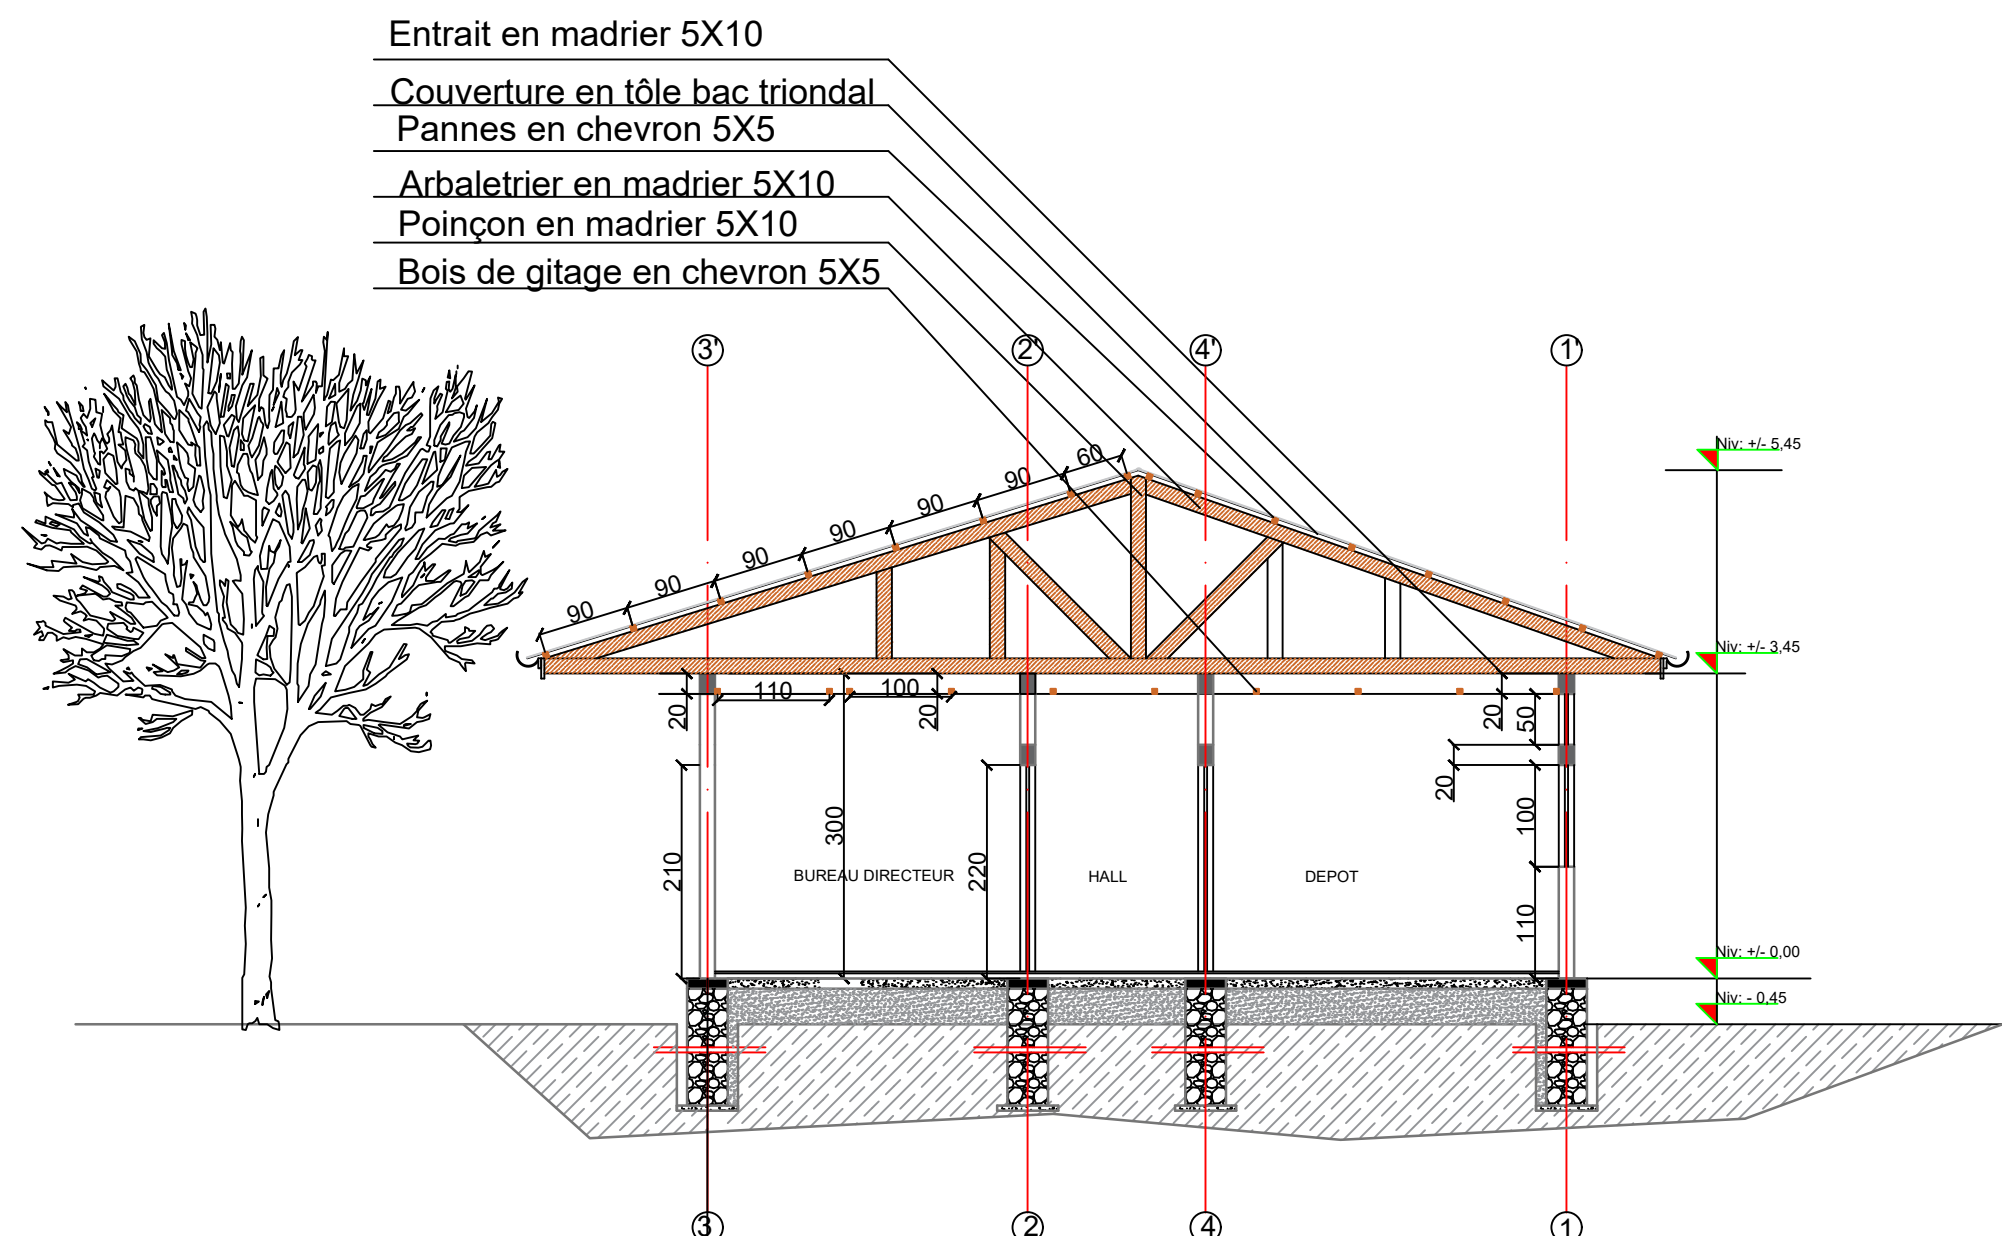 Entrait en madrier 5X10
Couverture en tôle bac triondal
Pannes en chevron 5X5
Arbaletrier en madrier 5X10
Poinçon en madrier 5X10
Bois de gitage en chevron 5X5
3' 2' 4' 1'
Niv: +/- 5,45
60
90
90
90
90
90
90
Niv: +/- 3,45
110 100
20 20 20 50
20
300 100
210 220 110
BUREAU DIRECTEUR HALL DEPOT
Niv: +/- 0,00
Niv: - 0,45
3 2 4 1